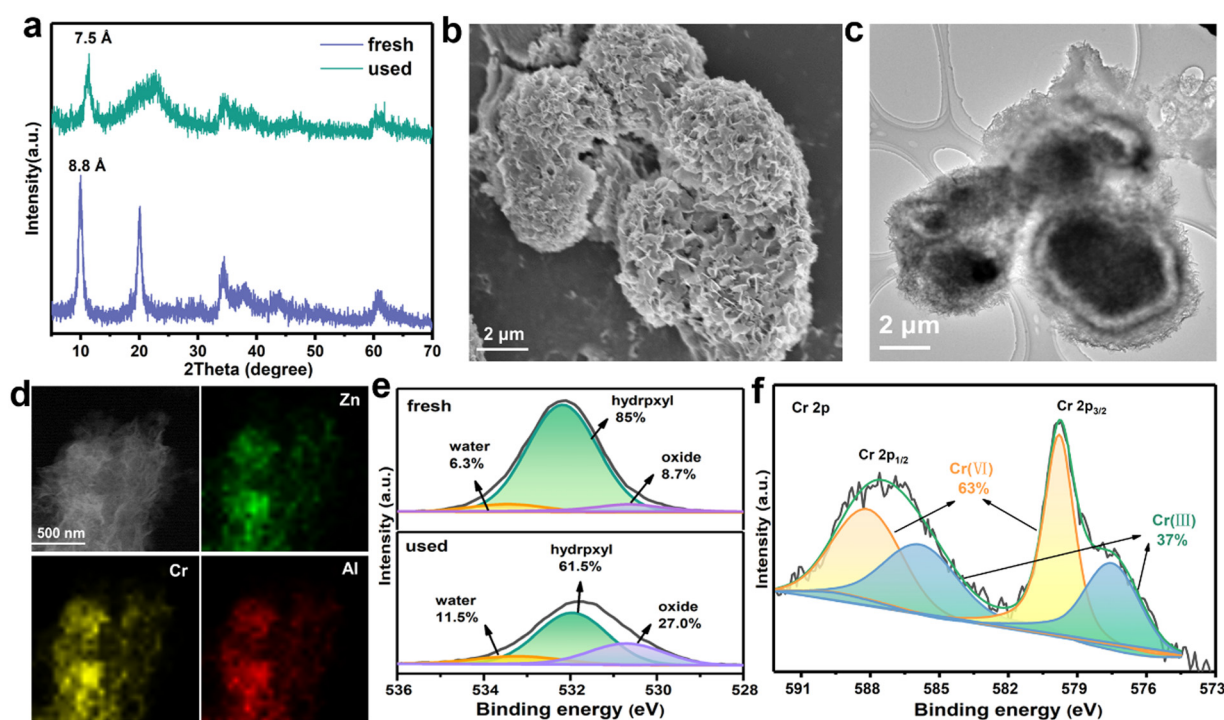 a
7.5 Å
fresh
used
8.8 Å
Intensity(a.u.)
10 20 30 40 50 60 70
2Theta (degree)
b
2 μm
c
2 μm
d
Zn
500 nm
Cr
Al
e
fresh
hydrpxyl
85%
water
6.3%
oxide
8.7%
used
hydrpxyl
61.5%
water
11.5%
oxide
27.0%
Intensity (a.u.)
536 534 532 530 528
Binding energy (eV)
f
Cr 2p
Cr 2p3/2
Cr 2p1/2
Cr(Ⅵ)
63%
Cr(Ⅲ)
37%
Intensity (a.u.)
591 588 585 582 579 576 573
Binding energy (eV)